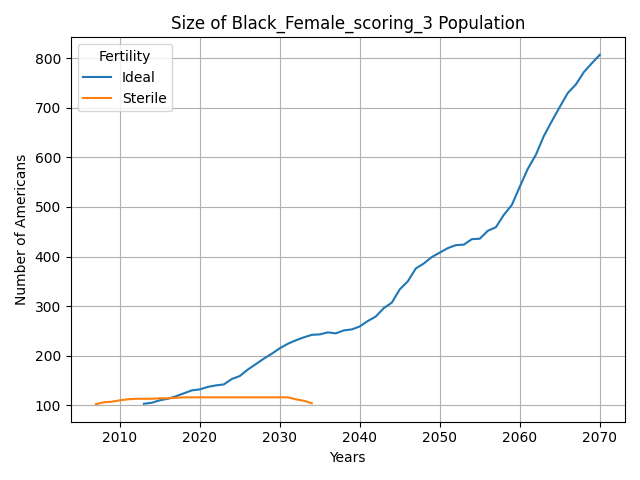 Size of Black_Female_scoring_3 Population
Fertility
Ideal
Sterile
Number of Americans
800
700
600
500
400
300
200
100
2010 2020 2030 2040 2050 2060 2070
Years